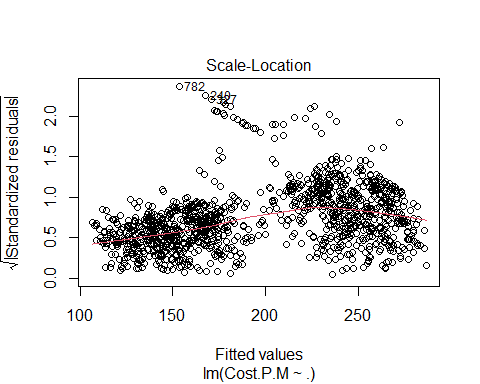 Scale-Location
782
240
√|Standardized residuals|
2.0
1.5
1.0
0.5
0.0
100 150 200 250
Fitted values
lm(Cost.P.M ~ .)